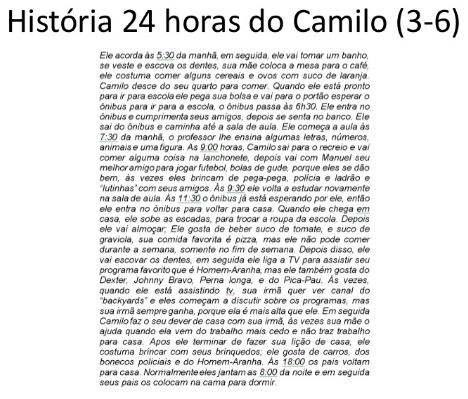 História 24 horas do Camilo (3-6)
Ele acorda às 5:30 da manhã, em seguida, ele vai tomar um banho,
se veste e escova os dentes, sua mãe coloca a mesa para o café,
ele costuma comer alguns cereais e ovos com suco de laranja.
Camilo desce do seu quarto para comer. Quando ele está pronto
para ir para escola ele pega sua bolsa e vai para o portão esperar o
ônibus para ir para a escola, o ônibus passa às 6h30. Ele entra no
ônibus e cumprimenta seus amigos, depois se senta no banco. Ele
sai do ônibus e caminha até a sala de aula. Ele começa a aula às
7:30 da manhã, o professor lhe ensina algumas letras, números,
animais e uma figura. As 9:00 horas, Camilo sai para o recreio e vai
comer alguma coisa na lanchonete, depois vai com Manuel seu
melhor amigo para jogar futebol, bolas de gude, porque eles se dão
bem, às vezes eles brincam de pega-pega, polícia e ladrão e
"lutinhas" com seus amigos. Às 9:30 ele volta a estudar novamente
na sala de aula. Às 11:30 o ônibus já está esperando por ele, então
ele entra no ônibus para voltar para casa. Quando ele chega em
casa, ele sobe as escadas, para trocar a roupa da escola. Depois
ele vai almoçar; Ele gosta de beber suco de tomate, e suco de
graviola, sua comida favorita é pizza, mas ele não pode comer
durante a semana, somente no fim de semana. Depois disso, ele
vai escovar os dentes, em seguida ele liga a TV para assistir seu
programa favorito que é Homem-Aranha, mas ele também gosta do
Dexter, Johnny Bravo, Perna longa, e do Pica-Pau. Às vezes,
quando ele está assistindo tv, sua irmã quer ver canal do
"backyards" e eles começam a discutir sobre os programas, mas
sua irmã sempre ganha, porque ela é mais alta que ele. Em seguida
Camilo faz o seu dever de casa com sua irmã, às vezes sua mãe o
ajuda quando ela vem do trabalho mais cedo e não traz trabalho
para casa. Apos ele terminar de fazer sua lição de casa, ele
costuma brincar com seus brinquedos; ele gosta de carros, dos
bonecos policiais e do Homem-Aranha. Às 18:00 os pais voltam
para casa. Normalmente eles jantam as 8:00 da noite e em seguida
seus pais os colocam na cama para dormir.